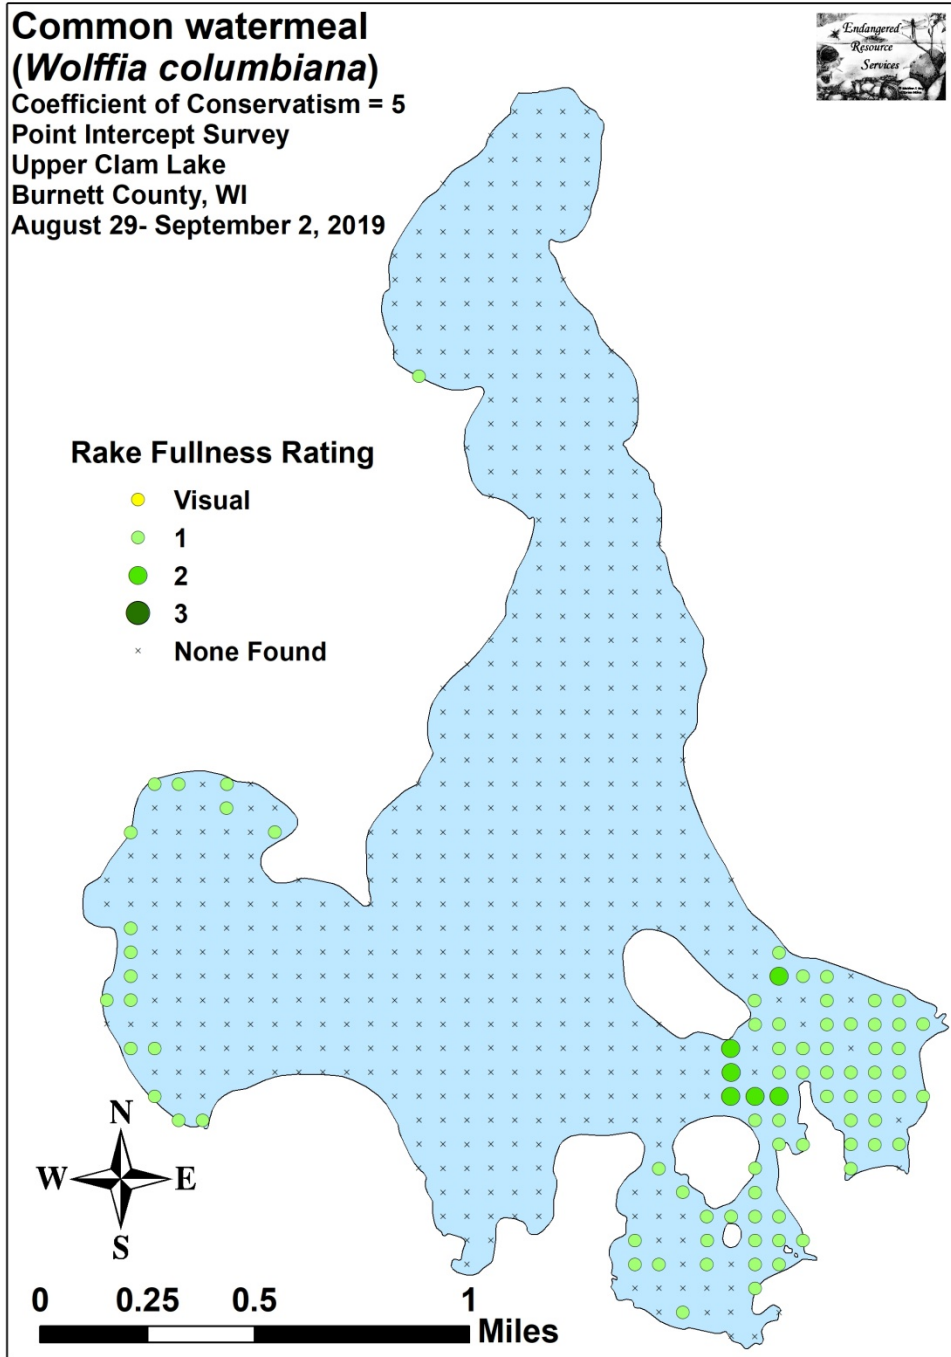 Common watermeal
(Wolffia columbiana)
Coefficient of Conservatism = 5
Point Intercept Survey
Upper Clam Lake
Burnett County, WI
August 29- September 2, 2019
Endangered
Resource
Services
Rake Fullness Rating
Visual
1
2
3
None Found
N
W E
S
0 0.25 0.5 1
Miles